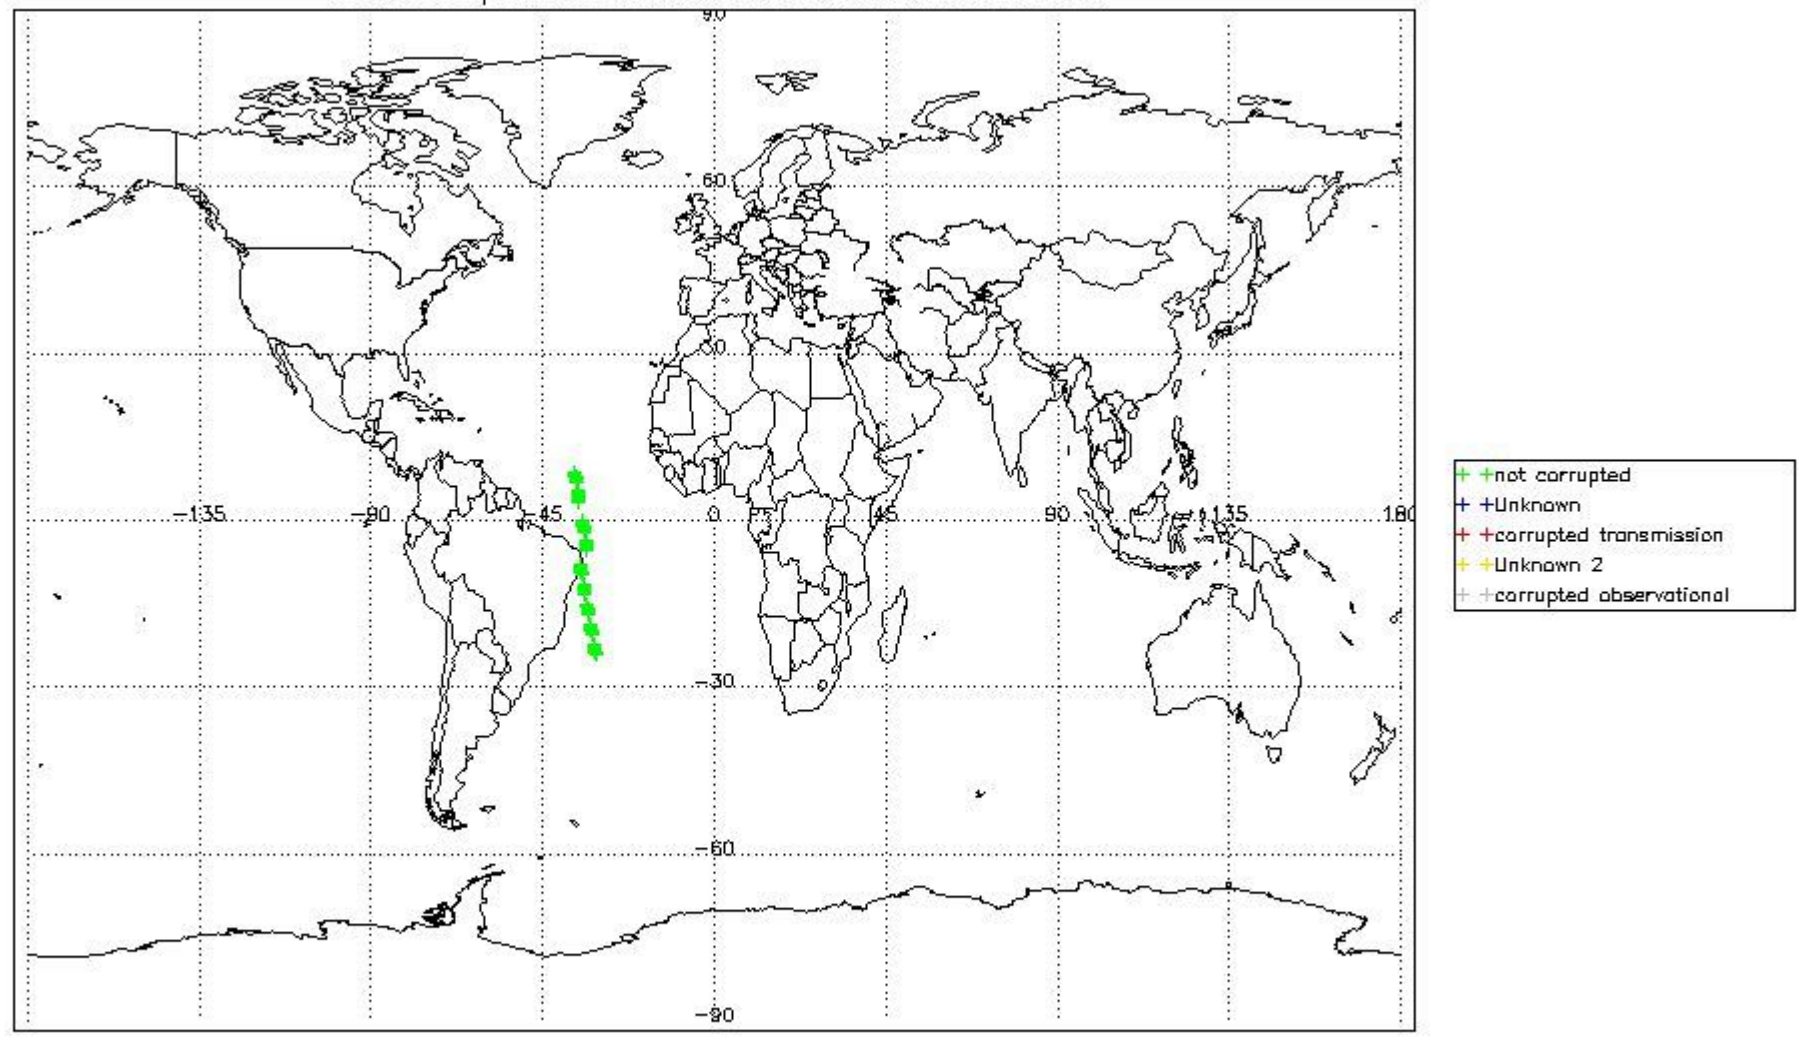 90
60
30
-135
-90
-45
0
45
90
135
180
-30
-60
-90
not corrupted
Unknown
corrupted transmission
Unknown 2
corrupted observational